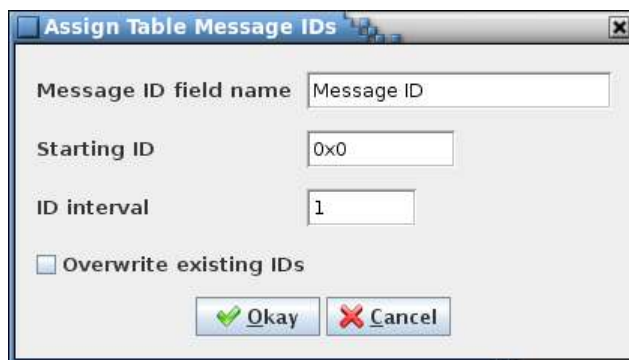 Assign Table Message IDs
Message ID field name Message ID
Starting ID 0x0
ID interval 1
Overwrite existing IDs
Okay Cancel